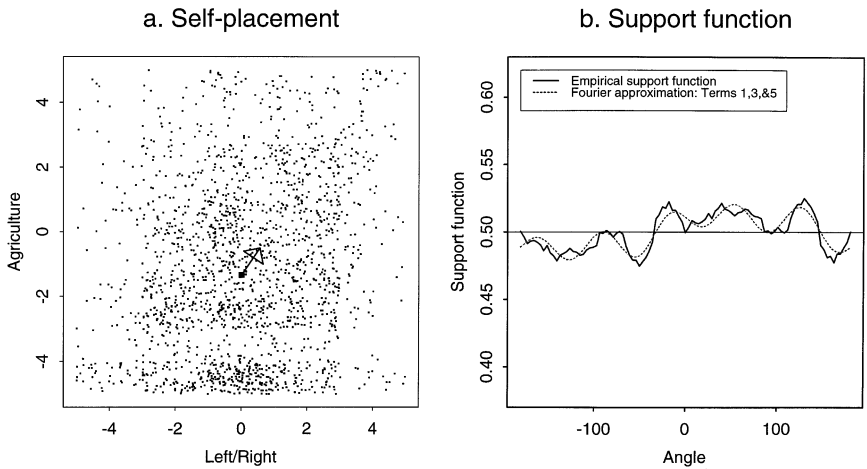 a. Self-placement
Agriculture
4
2
0
-2
-4
-4
-2
0
2
4
Left/Right
b. Support function
Empirical support function
Fourier approximation: Terms 1,3,&5
Support function
0.60
0.55
0.50
0.45
0.40
-100
0
100
Angle